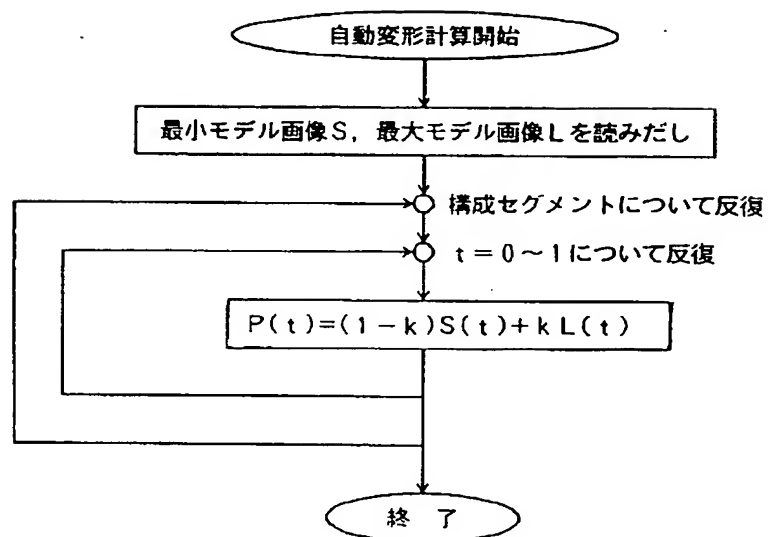 自動変形計算開始
最小モデル画像S，最大モデル画像Lを読みだし
構成セグメントについて反復
t＝0～1について反復
P(t)=(1－k)S(t)+kL(t)
終　了